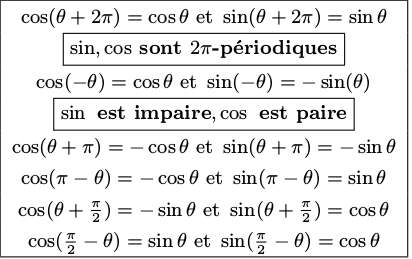 cos(θ + 2π) = cos θ et sin(θ + 2π) = sin θ
sin, cos sont 2π-périodiques
cos(−θ) = cos θ et sin(−θ) = − sin(θ)
sin est impaire, cos est paire
cos(θ + π) = − cos θ et sin(θ + π) = − sin θ
cos(π − θ) = − cos θ et sin(π − θ) = sin θ
cos(θ + π/2) = − sin θ et sin(θ + π/2) = cos θ
cos(π/2 − θ) = sin θ et sin(π/2 − θ) = cos θ